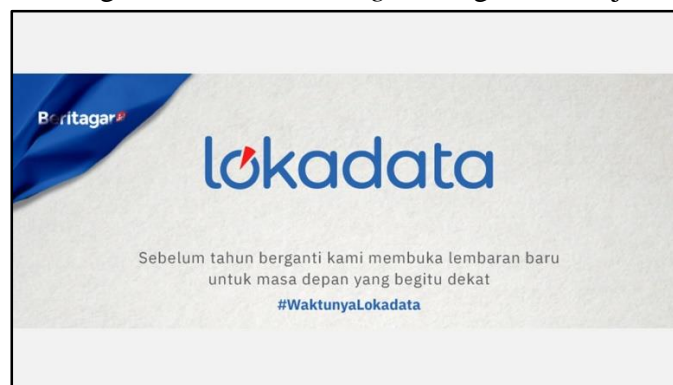 Beritagar
lokadata
Sebelum tahun berganti kami membuka lembaran baru
untuk masa depan yang begitu dekat
#WaktunyaLokadata